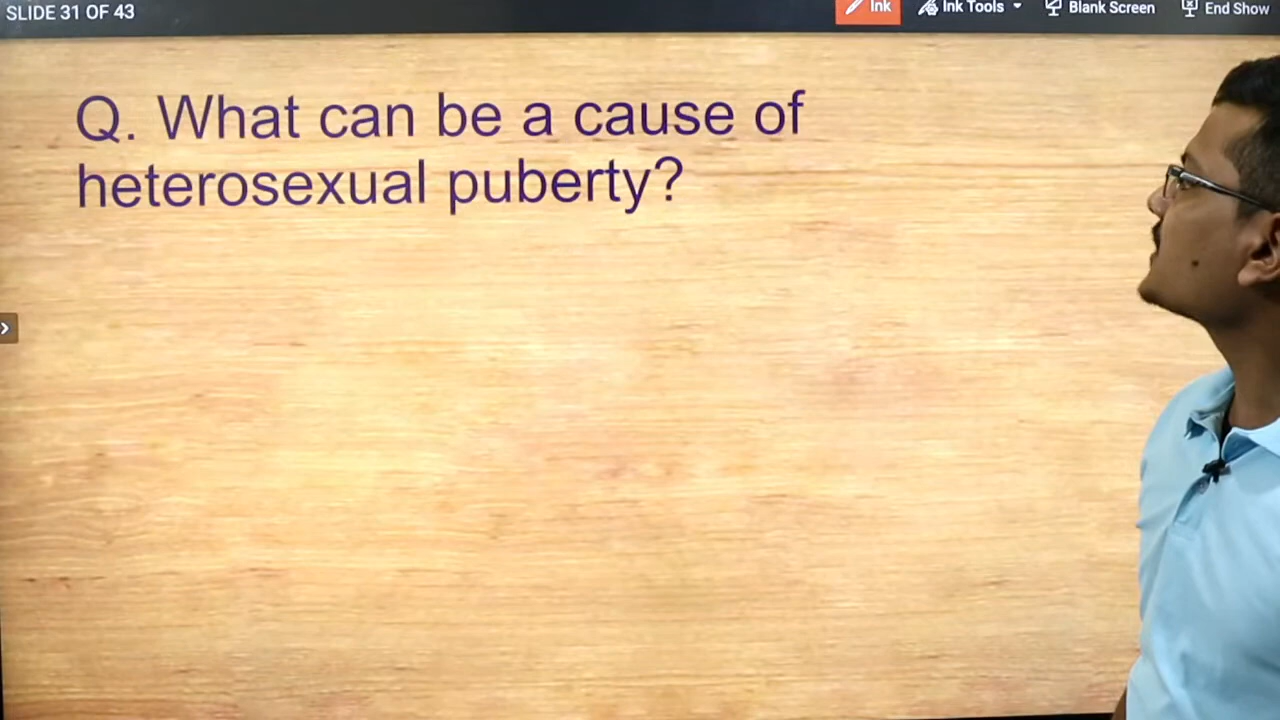 SLIDE 31 OF 43
Ink
Ink Tools
Blank Screen
End Show
Q. What can be a cause of
heterosexual puberty?